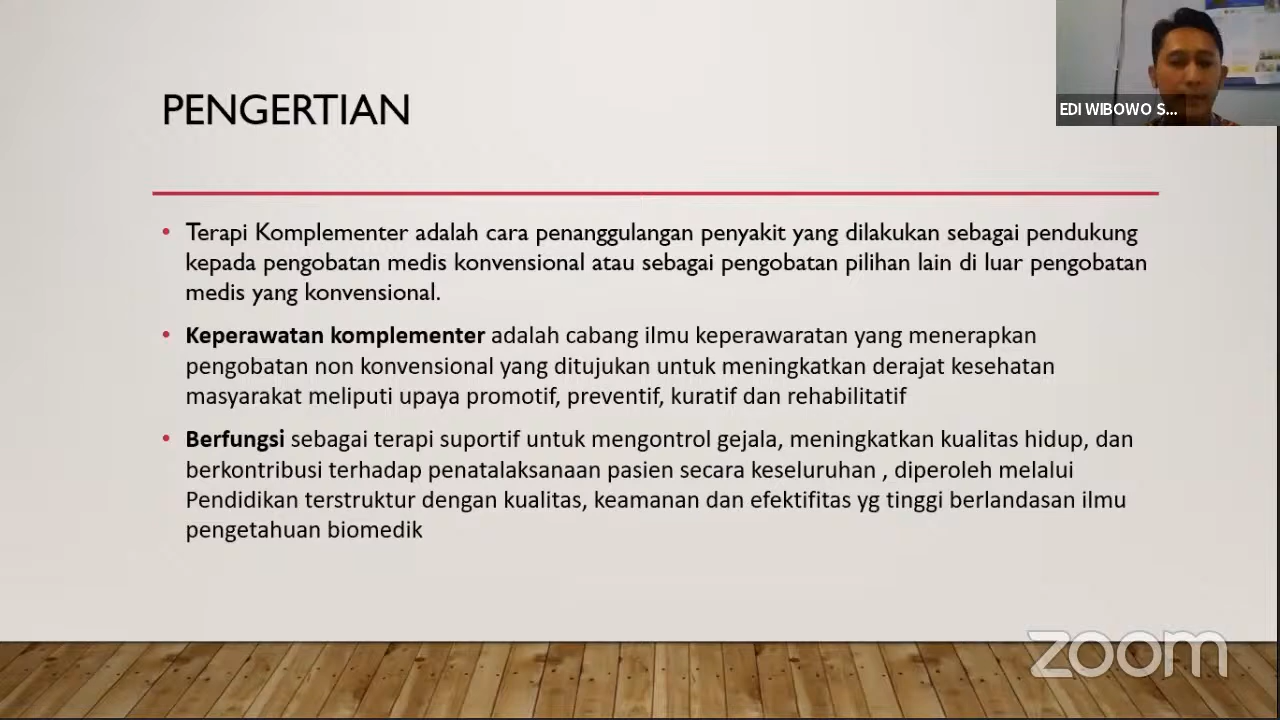 PENGERTIAN
EDI WIBOWO S...
• Terapi Komplementer adalah cara penanggulangan penyakit yang dilakukan sebagai pendukung
kepada pengobatan medis konvensional atau sebagai pengobatan pilihan lain di luar pengobatan
medis yang konvensional.
• Keperawatan komplementer adalah cabang ilmu keperawaratan yang menerapkan
pengobatan non konvensional yang ditujukan untuk meningkatkan derajat kesehatan
masyarakat meliputi upaya promotif, preventif, kuratif dan rehabilitatif
• Berfungsi sebagai terapi suportif untuk mengontrol gejala, meningkatkan kualitas hidup, dan
berkontribusi terhadap penatalaksanaan pasien secara keseluruhan , diperoleh melalui
Pendidikan terstruktur dengan kualitas, keamanan dan efektifitas yg tinggi berlandasan ilmu
pengetahuan biomedik
zoom